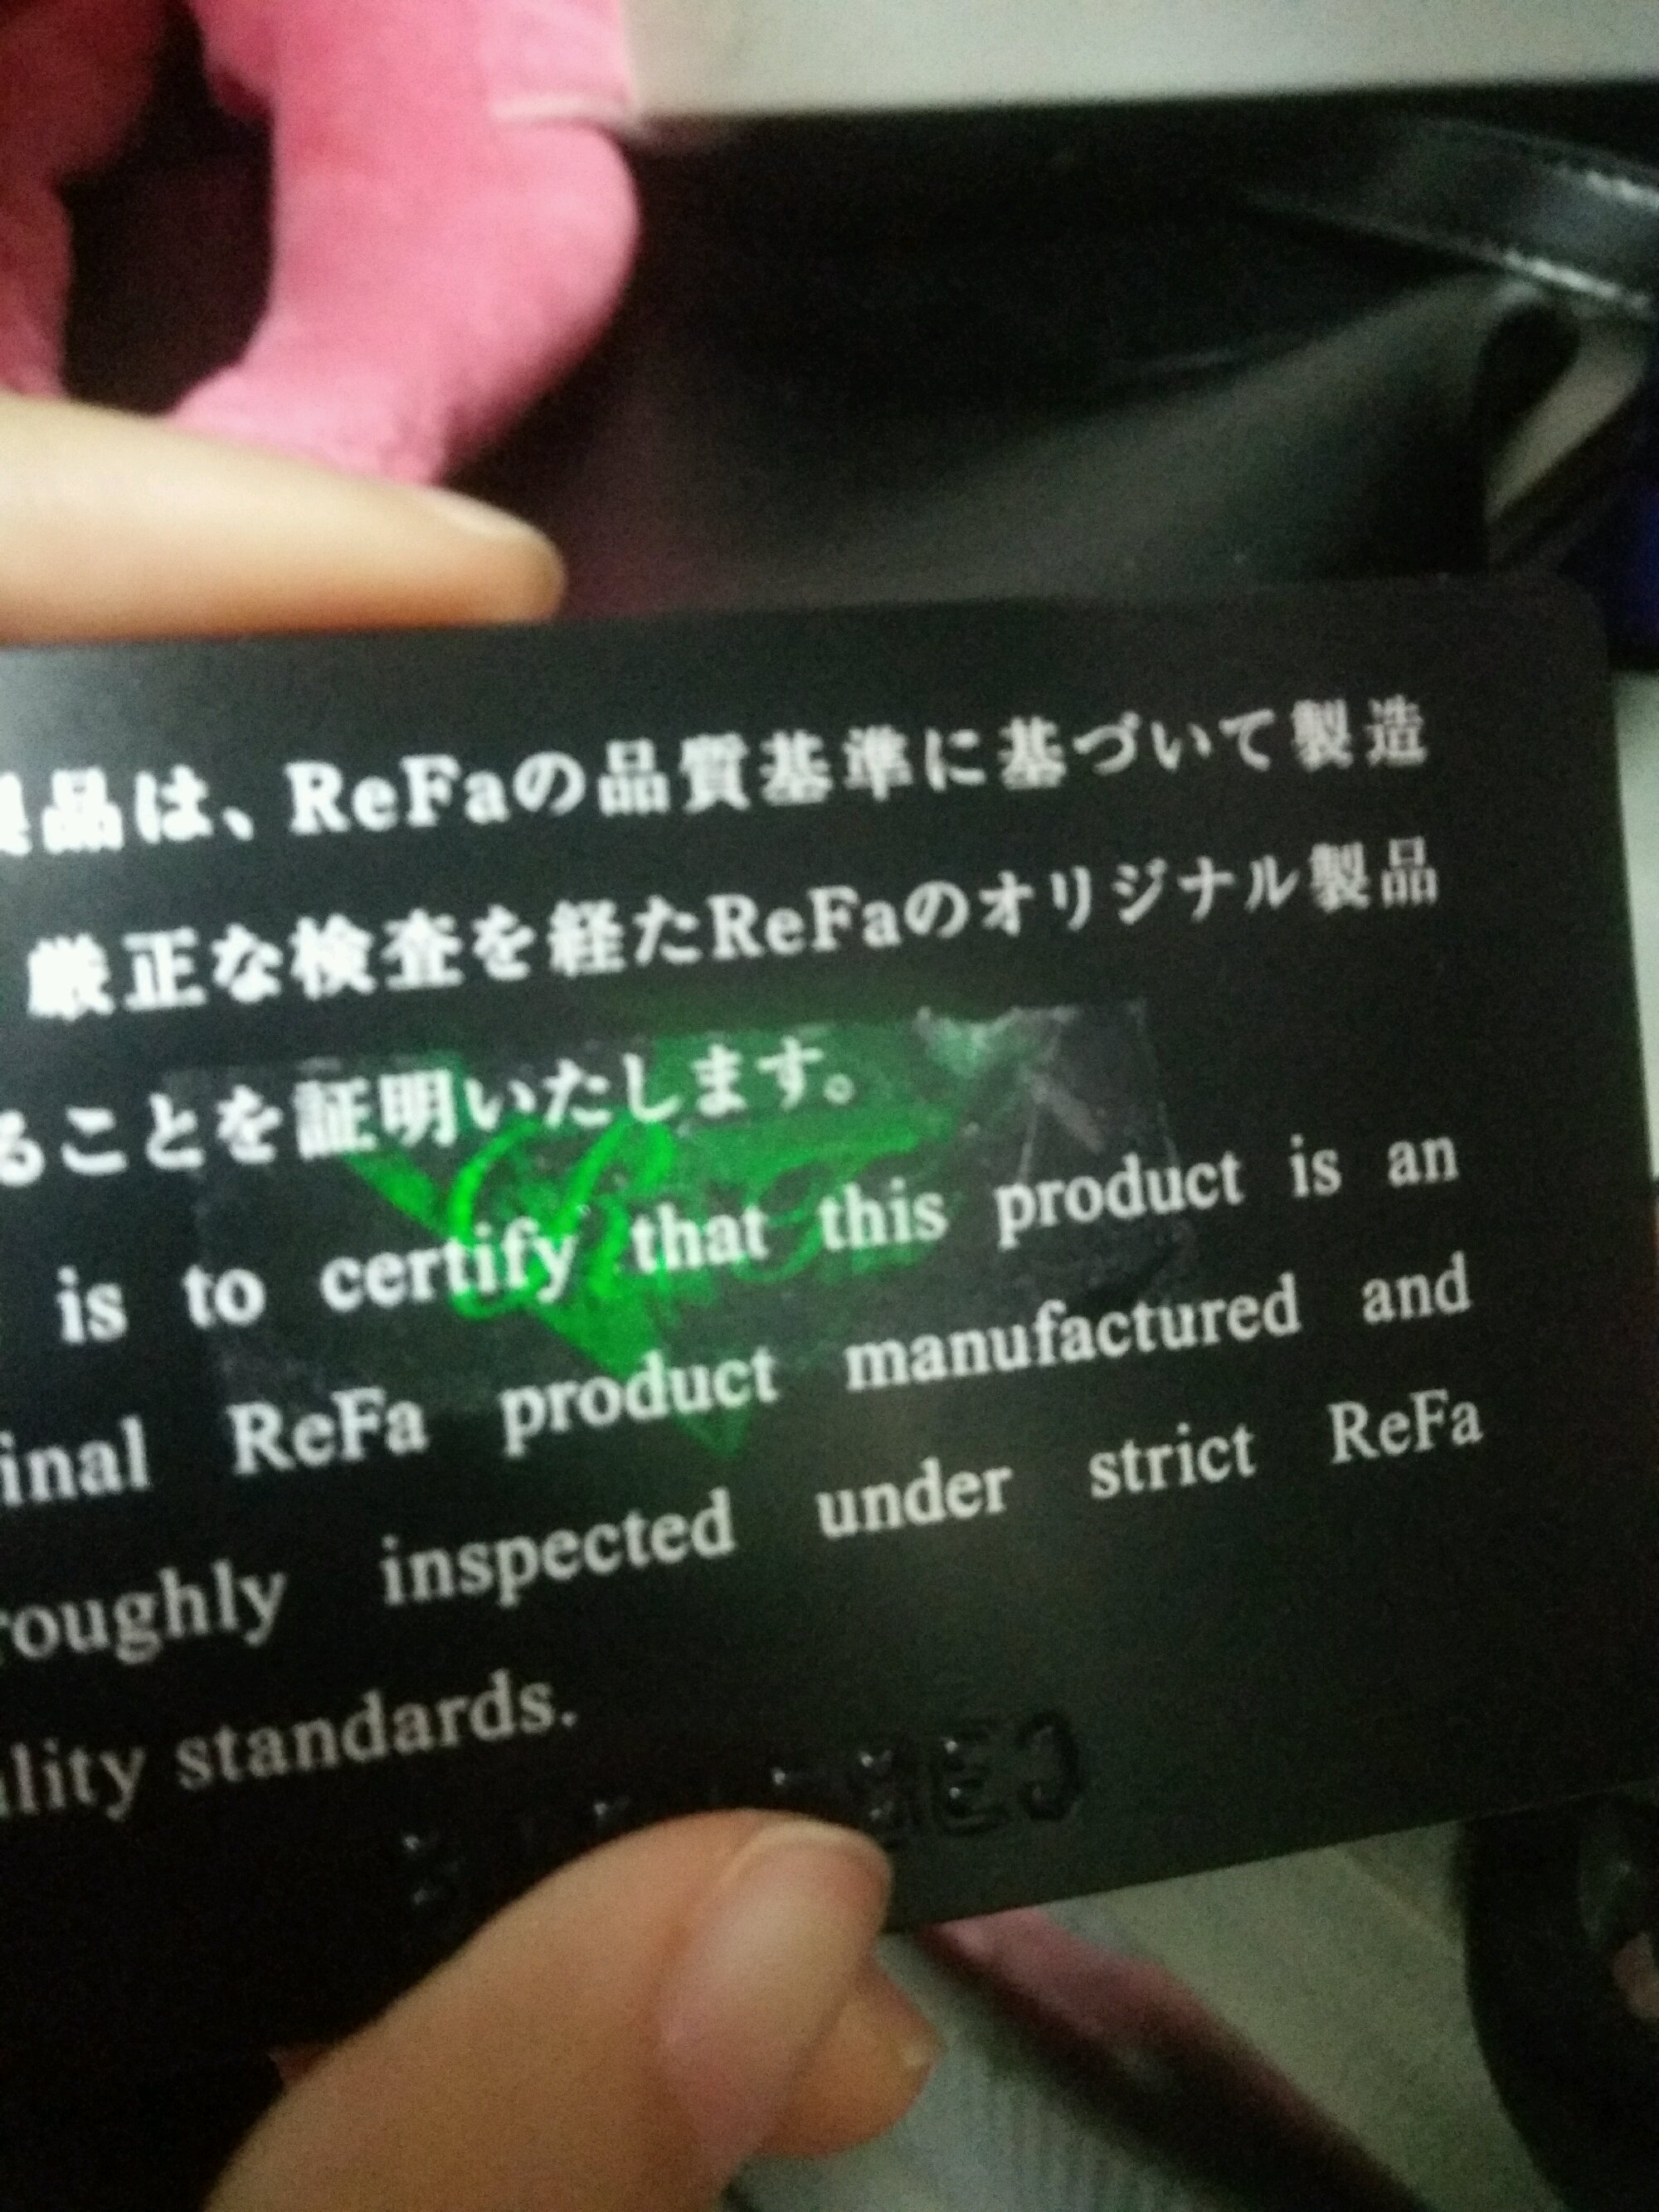 品は、ReFaの品質基準に基づいて製造
厳正な検査を経たReFaのオリジナル製品
ることを証明いたします。
is to certify that this product is an
inal ReFa product manufactured and
roughly inspected under strict ReFa
lity standards.